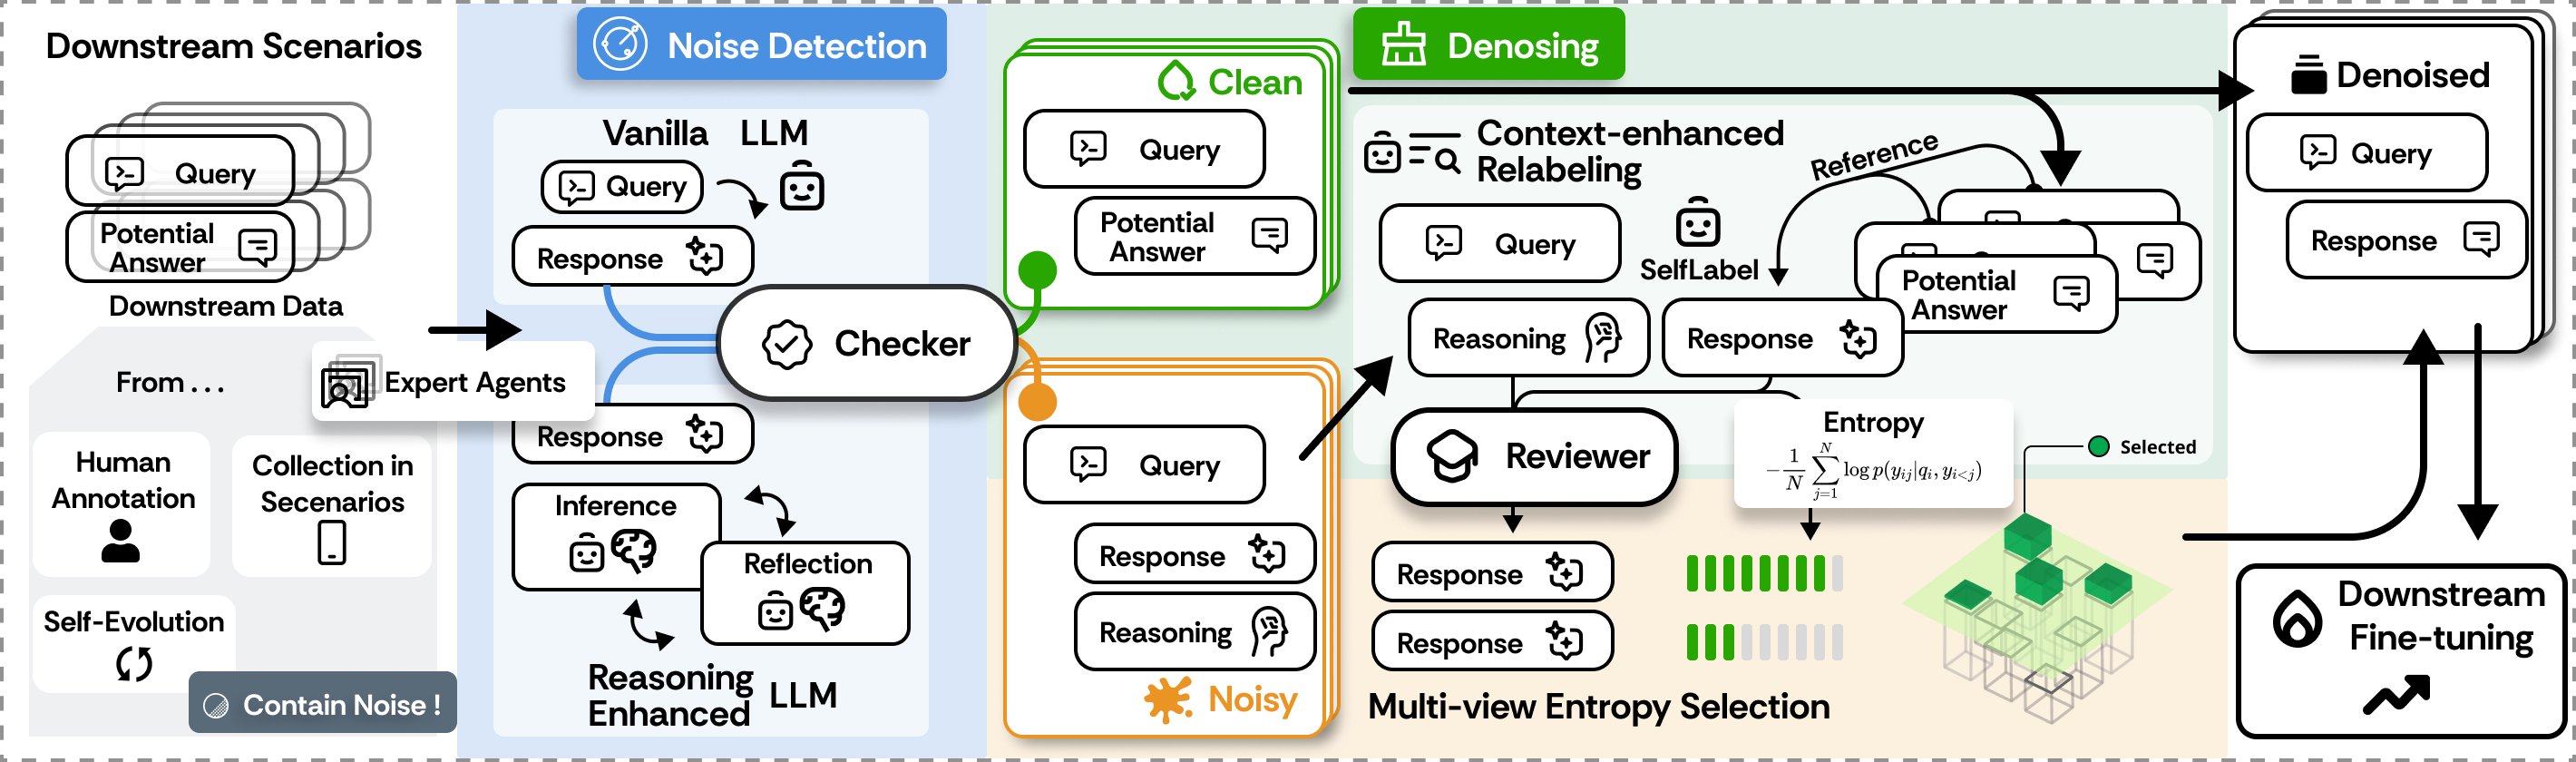 Downstream Scenarios
Query
Potential
Answer
Downstream Data
From . . .
Human
Annotation
Collection in
Secenarios
Self-Evolution
Contain Noise !
Expert Agents
Noise Detection
Vanilla LLM
Query
Response
Checker
Response
Inference
Reflection
Reasoning
Enhanced
LLM
Clean
Query
Potential
Answer
Query
Response
Reasoning
Noisy
Denosing
Context-enhanced
Relabeling
Reference
Query
SelfLabel
Potential
Answer
Reasoning
Response
Reviewer
Entropy
$-\frac{1}{N}\sum_{j=1}^{N} \log p(y_{ij}|q_i, y_{i<j})$
Selected
Response
Response
Multi-view Entropy Selection
Denoised
Query
Response
Downstream
Fine-tuning